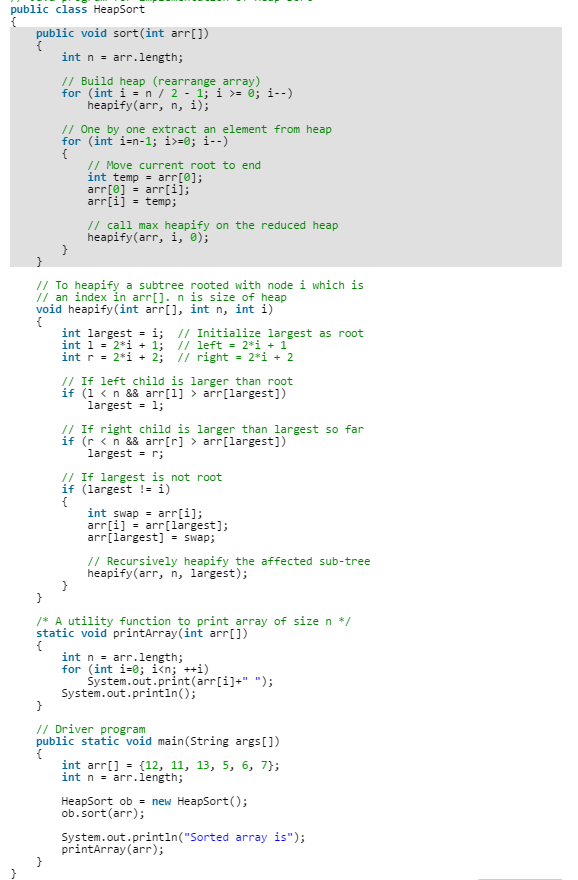 public class HeapSort
{
    public void sort(int arr[])
    {
        int n = arr.length;

        // Build heap (rearrange array)
        for (int i = n / 2 - 1; i >= 0; i--)
            heapify(arr, n, i);

        // One by one extract an element from heap
        for (int i=n-1; i>=0; i--)
        {
            // Move current root to end
            int temp = arr[0];
            arr[0] = arr[i];
            arr[i] = temp;

            // call max heapify on the reduced heap
            heapify(arr, i, 0);
        }
    }

    // To heapify a subtree rooted with node i which is
    // an index in arr[]. n is size of heap
    void heapify(int arr[], int n, int i)
    {
        int largest = i;  // Initialize largest as root
        int l = 2*i + 1;  // left = 2*i + 1
        int r = 2*i + 2;  // right = 2*i + 2

        // If left child is larger than root
        if (l < n && arr[l] > arr[largest])
            largest = l;

        // If right child is larger than largest so far
        if (r < n && arr[r] > arr[largest])
            largest = r;

        // If largest is not root
        if (largest != i)
        {
            int swap = arr[i];
            arr[i] = arr[largest];
            arr[largest] = swap;

            // Recursively heapify the affected sub-tree
            heapify(arr, n, largest);
        }
    }

    /* A utility function to print array of size n */
    static void printArray(int arr[])
    {
        int n = arr.length;
        for (int i=0; i<n; ++i)
            System.out.print(arr[i]+" ");
        System.out.println();
    }

    // Driver program
    public static void main(String args[])
    {
        int arr[] = {12, 11, 13, 5, 6, 7};
        int n = arr.length;

        HeapSort ob = new HeapSort();
        ob.sort(arr);

        System.out.println("Sorted array is");
        printArray(arr);
    }
}